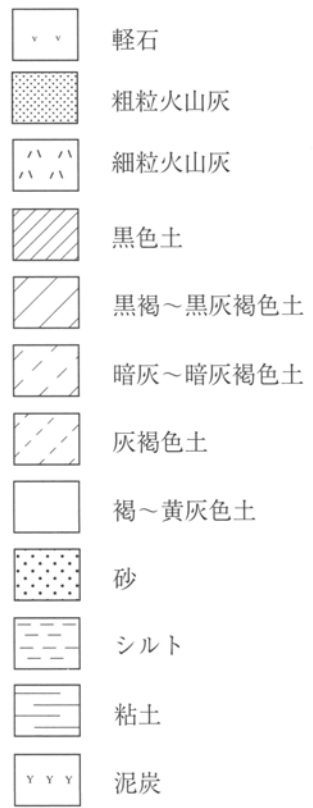 軽石
粗粒火山灰
細粒火山灰
黒色土
黒褐～黒灰褐色土
暗灰～暗灰褐色土
灰褐色土
褐～黄灰色土
砂
シルト
粘土
泥炭